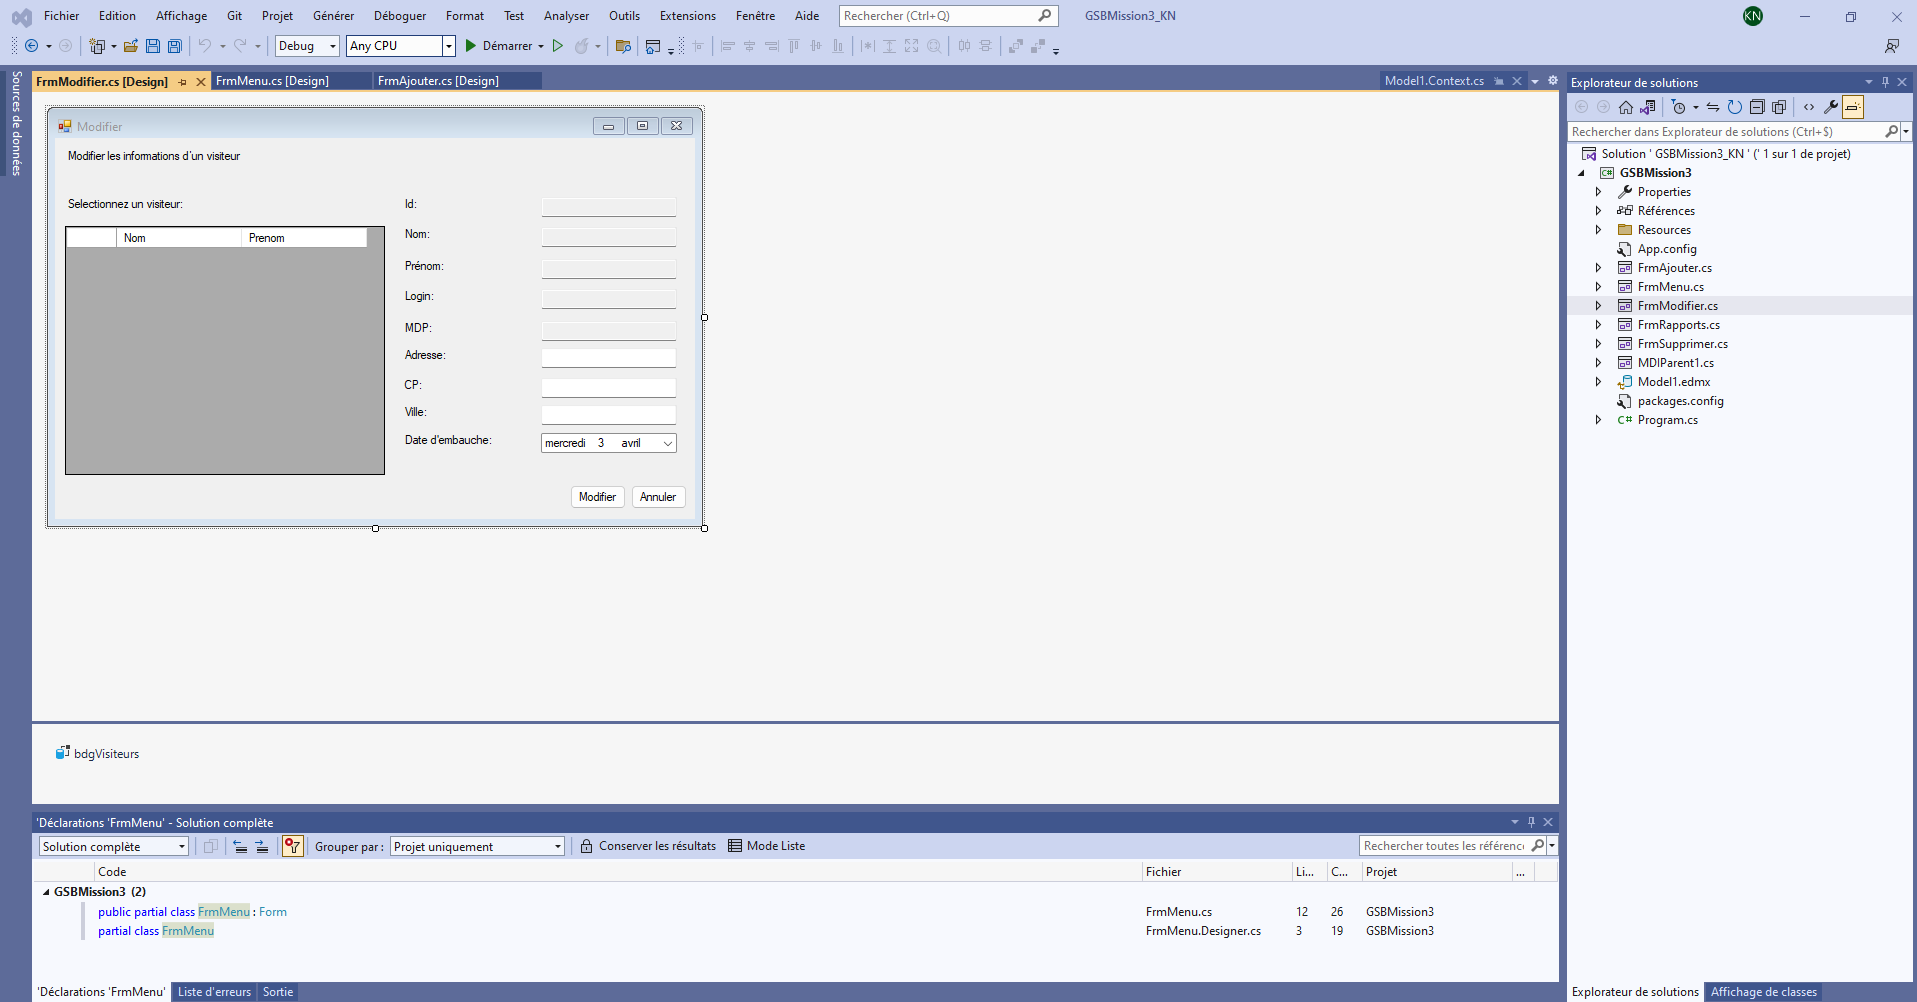 Fichier Edition Affichage Git Projet Générer Déboguer Format Test Analyser Outils Extensions Fenêtre Aide Rechercher (Ctrl+Q) GSBMission3_KN KN
Debug Any CPU Démarrer
Sources de données
FrmModifier.cs [Design] FrmMenu.cs [Design] FrmAjouter.cs [Design] Model1.Context.cs
Modifier
Modifier les informations d'un visiteur
Selectionnez un visiteur:
Nom Prenom
Id:
Nom:
Prénom:
Login:
MDP:
Adresse:
CP:
Ville:
Date d'embauche: mercredi 3 avril
Modifier Annuler
bdgVisiteurs
'Déclarations 'FrmMenu' - Solution complète
Solution complète Grouper par : Projet uniquement Conserver les résultats Mode Liste Rechercher toutes les référenc
Code Fichier Li... C... Projet ...
GSBMission3 (2)
public partial class FrmMenu : Form FrmMenu.cs 12 26 GSBMission3
partial class FrmMenu FrmMenu.Designer.cs 3 19 GSBMission3
'Déclarations 'FrmMenu' Liste d'erreurs Sortie
Explorateur de solutions
Rechercher dans Explorateur de solutions (Ctrl+$)
Solution ' GSBMission3_KN ' (' 1 sur 1 de projet)
C# GSBMission3
Properties
Références
Resources
App.config
FrmAjouter.cs
FrmMenu.cs
FrmModifier.cs
FrmRapports.cs
FrmSupprimer.cs
MDIParent1.cs
Model1.edmx
packages.config
C# Program.cs
Explorateur de solutions Affichage de classes